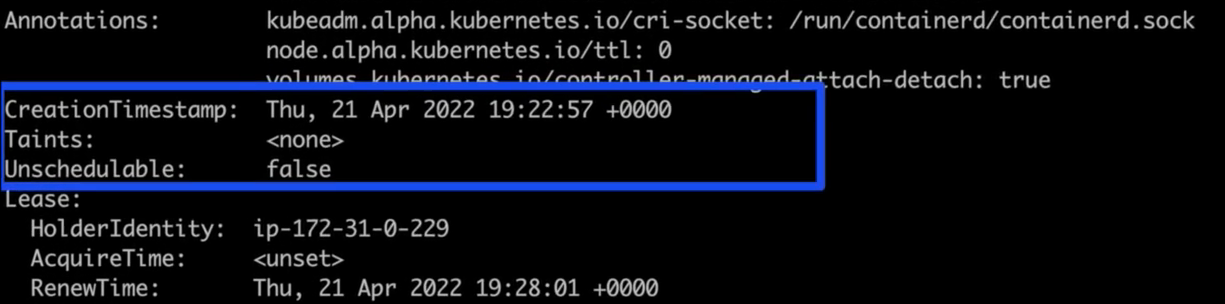 Annotations: kubeadm.alpha.kubernetes.io/cri-socket: /run/containerd/containerd.sock
node.alpha.kubernetes.io/ttl: 0
volumes.kubernetes.io/controller-managed-attach-detach: true
CreationTimestamp: Thu, 21 Apr 2022 19:22:57 +0000
Taints: <none>
Unschedulable: false
Lease:
HolderIdentity: ip-172-31-0-229
AcquireTime: <unset>
RenewTime: Thu, 21 Apr 2022 19:28:01 +0000